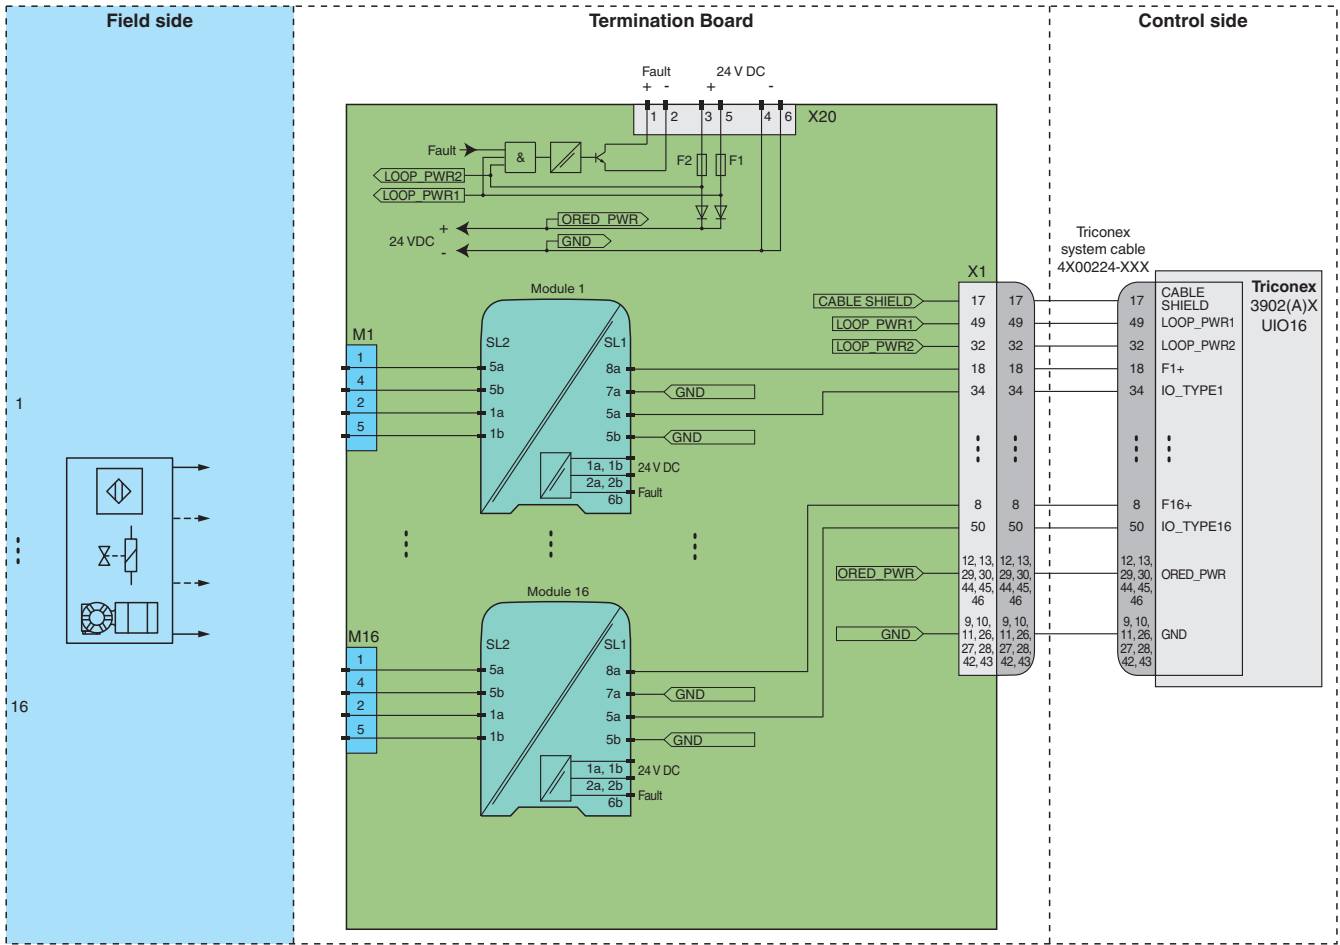 Field side
Termination Board
Control side
Fault
24 V DC
+ - + -
1 2 3 5 4 6
X20
Fault
&
F2
F1
LOOP_PWR2
LOOP_PWR1
ORED_PWR
+
24 VDC
-
GND
Triconex
system cable
4X00224-XXX
X1
Triconex
3902(A)X
UIO16
CABLE SHIELD
17 17 17
CABLE
SHIELD
LOOP_PWR1
49 49 49 LOOP_PWR1
LOOP_PWR2
32 32 32 LOOP_PWR2
18 18 18 F1+
34 34 34 IO_TYPE1
8 8 8 F16+
50 50 50 IO_TYPE16
ORED_PWR
12, 13, 12, 13, 12, 13,
29, 30, 29, 30, 29, 30,
44, 45, 44, 45, 44, 45,
46 46 46
ORED_PWR
GND
9, 10, 9, 10, 9, 10,
11, 26, 11, 26, 11, 26,
27, 28, 27, 28, 27, 28,
42, 43 42, 43 42, 43
GND
Module 1
M1
1
4
2
5
SL2
5a
5b
1a
1b
SL1
8a
7a
GND
5a
5b
GND
1a, 1b
24 V DC
2a, 2b
Fault
6b
1
16
Module 16
M16
1
4
2
5
SL2
5a
5b
1a
1b
SL1
8a
7a
GND
5a
5b
GND
1a, 1b
24 V DC
2a, 2b
Fault
6b